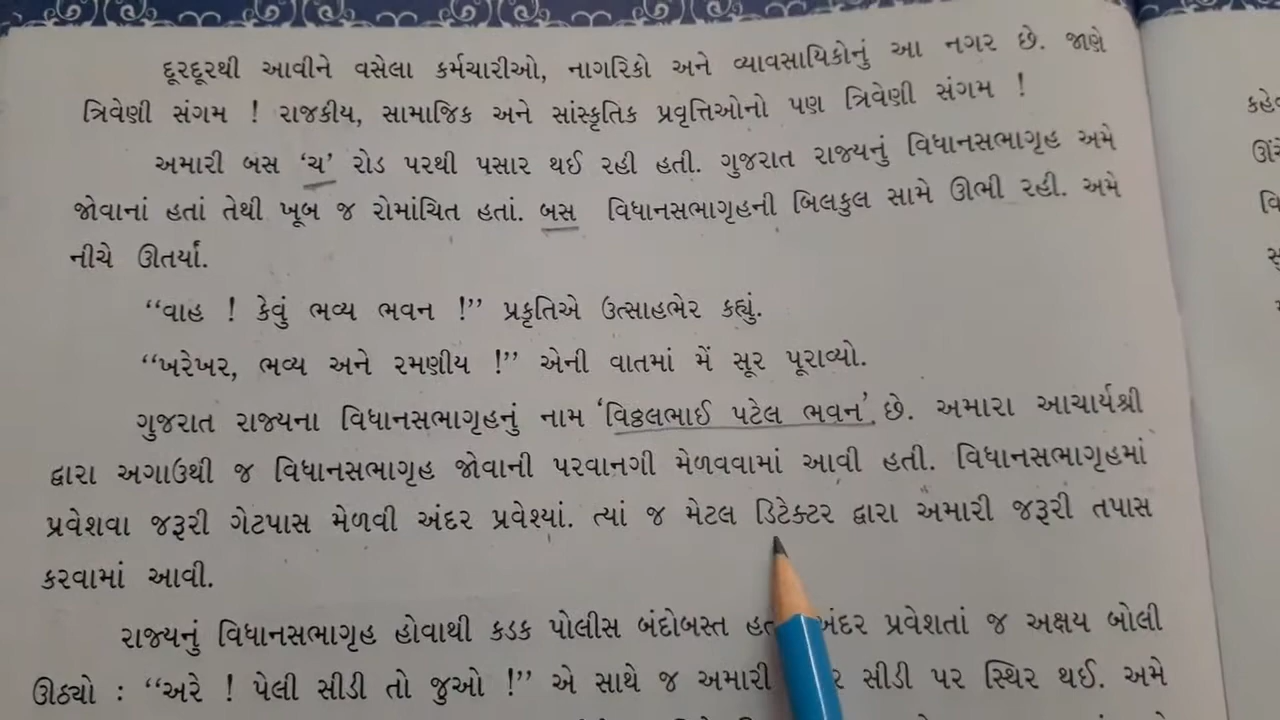 દૂરદૂરથી આવીને વસેલા કર્મચારીઓ, નાગરિકો અને વ્યાવસાયિકોનું આ નગર છે. જાણે
ત્રિવેણી સંગમ ! રાજકીય, સામાજિક અને સાંસ્કૃતિક પ્રવૃત્તિઓનો પણ ત્રિવેણી સંગમ !
અમારી બસ ‘ચ’ રોડ પરથી પસાર થઈ રહી હતી. ગુજરાત રાજ્યનું વિધાનસભાગૃહ અમે
જોવાનાં હતાં તેથી ખૂબ જ રોમાંચિત હતાં. બસ વિધાનસભાગૃહની બિલકુલ સામે ઊભી રહી. અમે
નીચે ઊતર્યાં.
“વાહ ! કેવું ભવ્ય ભવન !” પ્રકૃતિએ ઉત્સાહભેર કહ્યું.
“ખરેખર, ભવ્ય અને રમણીય !” એની વાતમાં મેં સૂર પૂરાવ્યો.
ગુજરાત રાજ્યના વિધાનસભાગૃહનું નામ ‘વિઠ્ઠલભાઈ પટેલ ભવન’ છે. અમારા આચાર્યશ્રી
દ્વારા અગાઉથી જ વિધાનસભાગૃહ જોવાની પરવાનગી મેળવવામાં આવી હતી. વિધાનસભાગૃહમાં
પ્રવેશવા જરૂરી ગેટપાસ મેળવી અંદર પ્રવેશ્યાં. ત્યાં જ મેટલ ડિટેક્ટર દ્વારા અમારી જરૂરી તપાસ
કરવામાં આવી.
રાજ્યનું વિધાનસભાગૃહ હોવાથી કડક પોલીસ બંદોબસ્ત અંદર પ્રવેશતાં જ અક્ષય બોલી
ઊઠ્યો : “અરે ! પેલી સીડી તો જુઓ !” એ સાથે જ અમારી સીડી પર સ્થિર થઈ. અમે